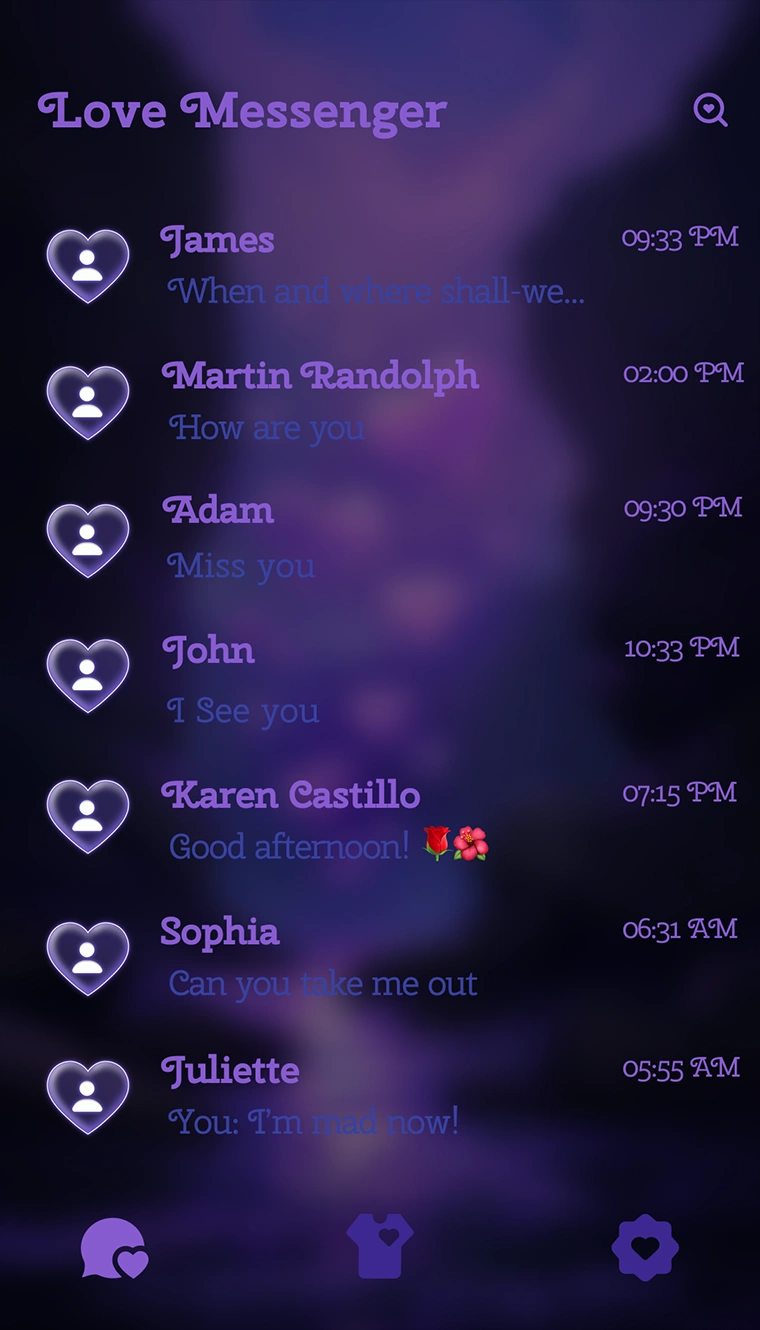 Love Messenger
James 09:33 PM
When and where shall-we...
Martin Randolph 02:00 PM
How are you
Adam 09:30 PM
Miss you
John 10:33 PM
I See you
Karen Castillo 07:15 PM
Good afternoon! 🌹🌺
Sophia 06:31 AM
Can you take me out
Juliette 05:55 AM
You: I'm mad now!